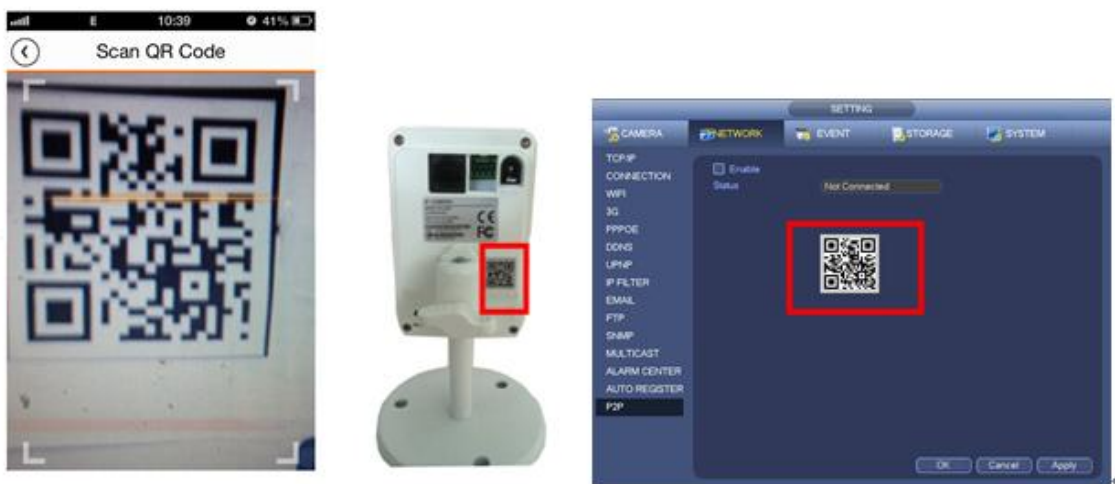 E 10:39 41%
Scan QR Code
CE
FC
SETTING
CAMERA NETWORK EVENT STORAGE SYSTEM
TCP/IP
CONNECTION
WIFI
3G
PPPOE
DDNS
UPNP
IP FILTER
EMAIL
FTP
SNMP
MULTICAST
ALARM CENTER
AUTO REGISTER
P2P
Enable
Status Not Connected
OK Cancel Apply